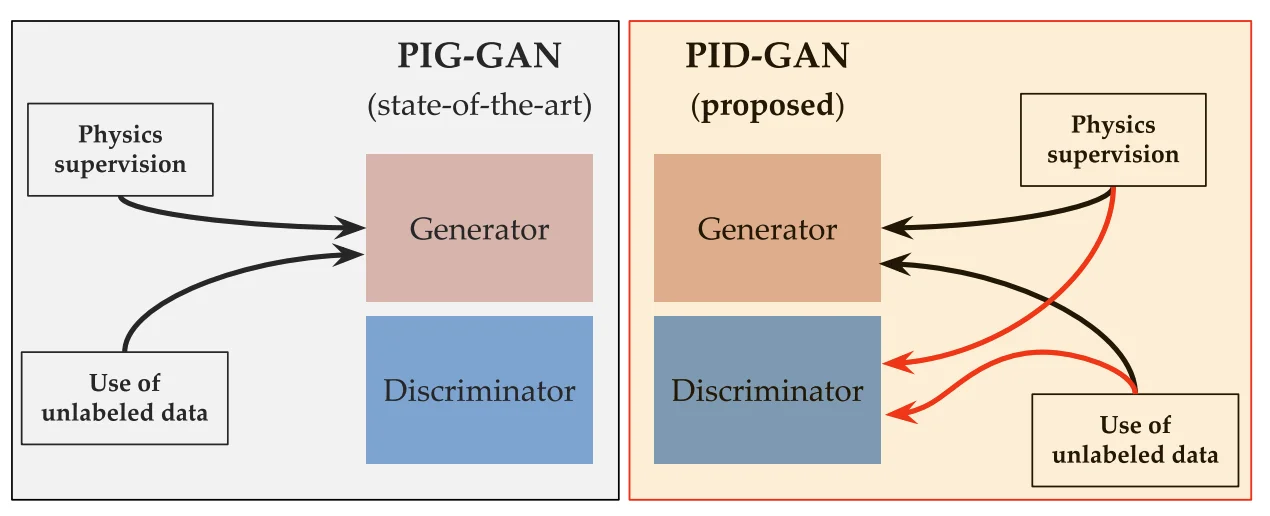 PIG-GAN
(state-of-the-art)
Physics
supervision
Generator
Discriminator
Use of
unlabeled data
PID-GAN
(proposed)
Physics
supervision
Generator
Discriminator
Use of
unlabeled data